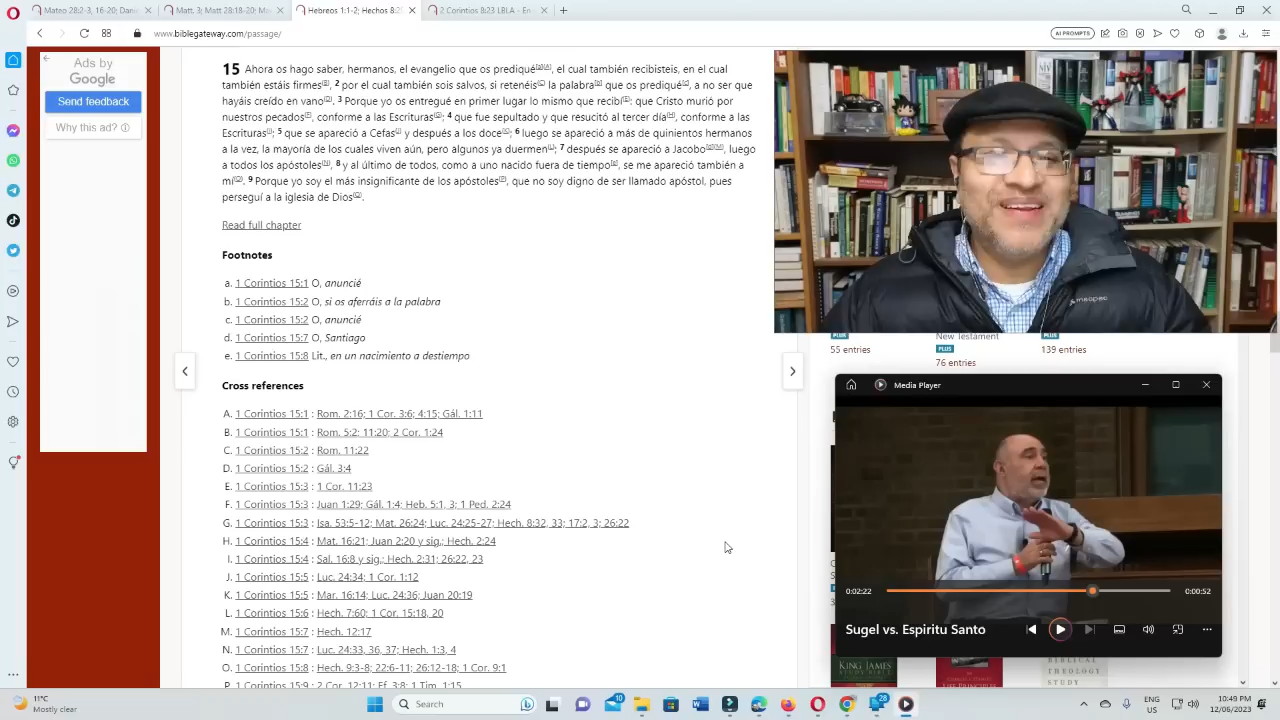 Mateo 28:2-3, 16-20; Danie
Matt. 3; Matt 28:18-20; Mp
Hebreos 1:1-2; Hechos 8:2
2 Corintios 8:23 LBLA - En
www.biblegateway.com/passage/
AI PROMPTS
Ads by
Google
Send feedback
Why this ad?
15 Ahora os hago saber, hermanos, el evangelio que os prediqué[a][A], el cual también recibisteis, en el cual
también estáis firmes[B], 2 por el cual también sois salvos, si retenéis[C] la palabra[b] que os prediqué[c], a no ser que
hayáis creído en vano[D]. 3 Porque yo os entregué en primer lugar lo mismo que recibí[E], que Cristo murió por
nuestros pecados[F], conforme a las Escrituras[G]; 4 que fue sepultado y que resucitó al tercer día[H], conforme a las
Escrituras[I]; 5 que se apareció a Cefas[J] y después a los doce[K]; 6 luego se apareció a más de quinientos hermanos
a la vez, la mayoría de los cuales viven aún, pero algunos ya duermen[L]; 7 después se apareció a Jacobo[d][M], luego
a todos los apóstoles[N], 8 y al último de todos, como a uno nacido fuera de tiempo[e], se me apareció también a
mí[O]. 9 Porque yo soy el más insignificante de los apóstoles[P], que no soy digno de ser llamado apóstol, pues
perseguí a la iglesia de Dios[Q].
Read full chapter
Footnotes
a. 1 Corintios 15:1 O, anuncié
b. 1 Corintios 15:2 O, si os aferráis a la palabra
c. 1 Corintios 15:2 O, anuncié
d. 1 Corintios 15:7 O, Santiago
e. 1 Corintios 15:8 Lit., en un nacimiento a destiempo
Cross references
A. 1 Corintios 15:1 : Rom. 2:16; 1 Cor. 3:6; 4:15; Gál. 1:11
B. 1 Corintios 15:1 : Rom. 5:2; 11:20; 2 Cor. 1:24
C. 1 Corintios 15:2 : Rom. 11:22
D. 1 Corintios 15:2 : Gál. 3:4
E. 1 Corintios 15:3 : 1 Cor. 11:23
F. 1 Corintios 15:3 : Juan 1:29; Gál. 1:4; Heb. 5:1, 3; 1 Ped. 2:24
G. 1 Corintios 15:3 : Isa. 53:5-12; Mat. 26:24; Luc. 24:25-27; Hech. 8:32, 33; 17:2, 3; 26:22
H. 1 Corintios 15:4 : Mat. 16:21; Juan 2:20 y sig.; Hech. 2:24
I. 1 Corintios 15:4 : Sal. 16:8 y sig.; Hech. 2:31; 26:22, 23
J. 1 Corintios 15:5 : Luc. 24:34; 1 Cor. 1:12
K. 1 Corintios 15:5 : Mar. 16:14; Luc. 24:36; Juan 20:19
L. 1 Corintios 15:6 : Hech. 7:60; 1 Cor. 15:18, 20
M. 1 Corintios 15:7 : Hech. 12:17
N. 1 Corintios 15:7 : Luc. 24:33, 36, 37; Hech. 1:3, 4
O. 1 Corintios 15:8 : Hech. 9:3-8; 22:6-11; 26:12-18; 1 Cor. 9:1
PLUS
55 entries
New Testament
PLUS
76 entries
139 entries
Media Player
0:02:22
0:00:52
Sugel vs. Espiritu Santo
KING JAMES
STUDY BIBLE
BIBLICAL
THEOLOGY
STUDY
11°C
Mostly clear
Search
10
28
ENG
US
10:49 PM
12/06/2023